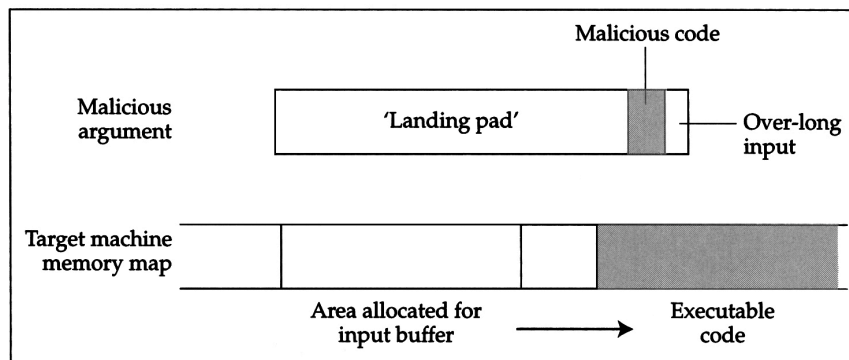 Malicious code
Malicious
argument
'Landing pad'
Over-long
input
Target machine
memory map
Area allocated for
input buffer
Executable
code